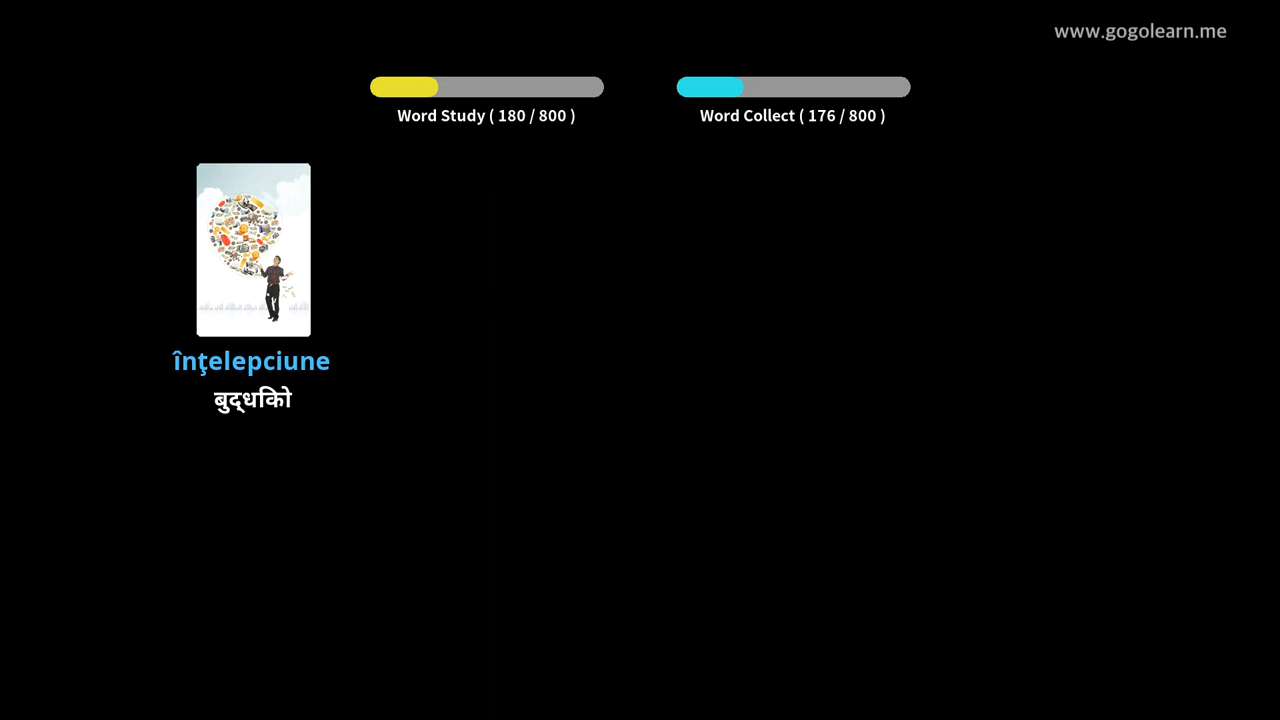 www.gogolearn.me
Word Study ( 180 / 800 )
Word Collect ( 176 / 800 )
înţelepciune
बुद्धिको